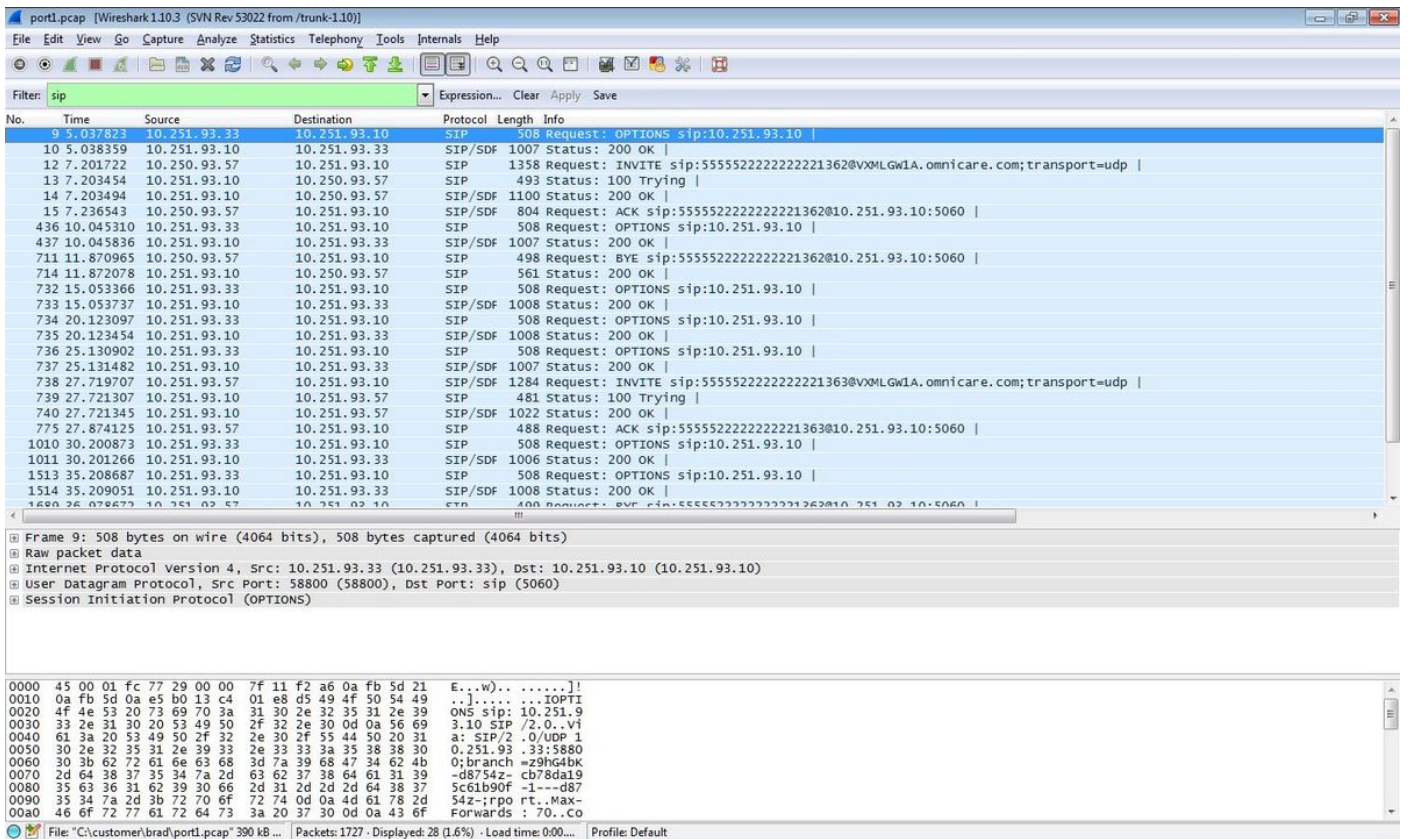 port1.pcap [Wireshark 1.10.3 (SVN Rev 53022 from /trunk-1.10)]
File Edit View Go Capture Analyze Statistics Telephony Tools Internals Help
Filter: sip Expression... Clear Apply Save
No. Time Source Destination Protocol Length Info
9 5.037823 10.251.93.33 10.251.93.10 SIP 508 Request: OPTIONS sip:10.251.93.10 |
10 5.038359 10.251.93.10 10.251.93.33 SIP/SDF 1007 Status: 200 OK |
12 7.201722 10.250.93.57 10.251.93.10 SIP 1358 Request: INVITE sip:5555522222222221362@VXMLGW1A.omnicare.com;transport=udp |
13 7.203454 10.251.93.10 10.250.93.57 SIP 493 Status: 100 Trying |
14 7.203494 10.251.93.10 10.250.93.57 SIP/SDF 1100 Status: 200 OK |
15 7.236543 10.250.93.57 10.251.93.10 SIP/SDF 804 Request: ACK sip:5555522222222221362@10.251.93.10:5060 |
436 10.045310 10.251.93.33 10.251.93.10 SIP 508 Request: OPTIONS sip:10.251.93.10 |
437 10.045836 10.251.93.10 10.251.93.33 SIP/SDF 1007 Status: 200 OK |
711 11.870965 10.250.93.57 10.251.93.10 SIP 498 Request: BYE sip:5555522222222221362@10.251.93.10:5060 |
714 11.872078 10.251.93.10 10.250.93.57 SIP 561 Status: 200 OK |
732 15.053366 10.251.93.33 10.251.93.10 SIP 508 Request: OPTIONS sip:10.251.93.10 |
733 15.053737 10.251.93.10 10.251.93.33 SIP/SDF 1008 Status: 200 OK |
734 20.123097 10.251.93.33 10.251.93.10 SIP 508 Request: OPTIONS sip:10.251.93.10 |
735 20.123454 10.251.93.10 10.251.93.33 SIP/SDF 1008 Status: 200 OK |
736 25.130902 10.251.93.33 10.251.93.10 SIP 508 Request: OPTIONS sip:10.251.93.10 |
737 25.131482 10.251.93.10 10.251.93.33 SIP/SDF 1007 Status: 200 OK |
738 27.719707 10.251.93.57 10.251.93.10 SIP/SDF 1284 Request: INVITE sip:5555522222222221363@VXMLGW1A.omnicare.com;transport=udp |
739 27.721307 10.251.93.10 10.251.93.57 SIP 481 Status: 100 Trying |
740 27.721345 10.251.93.10 10.251.93.57 SIP/SDF 1022 Status: 200 OK |
775 27.874125 10.251.93.57 10.251.93.10 SIP 488 Request: ACK sip:5555522222222221363@10.251.93.10:5060 |
1010 30.200873 10.251.93.33 10.251.93.10 SIP 508 Request: OPTIONS sip:10.251.93.10 |
1011 30.201266 10.251.93.10 10.251.93.33 SIP/SDF 1006 Status: 200 OK |
1513 35.208687 10.251.93.33 10.251.93.10 SIP 508 Request: OPTIONS sip:10.251.93.10 |
1514 35.209051 10.251.93.10 10.251.93.33 SIP/SDF 1008 Status: 200 OK |
1689 36.978672 10.251.93.57 10.251.93.10 SIP 499 Request: BYE sip:5555522222222221363@10.251.93.10:5060 |
Frame 9: 508 bytes on wire (4064 bits), 508 bytes captured (4064 bits)
Raw packet data
Internet Protocol Version 4, Src: 10.251.93.33 (10.251.93.33), Dst: 10.251.93.10 (10.251.93.10)
User Datagram Protocol, Src Port: 58800 (58800), Dst Port: sip (5060)
Session Initiation Protocol (OPTIONS)
0000 45 00 01 fc 77 29 00 00 7f 11 f2 a6 0a fb 5d 21 E...w).. ......]!
0010 0a fb 5d 0a e5 b0 13 c4 01 e8 d5 49 4f 50 54 49 ..]..... ...IOPTI
0020 4f 4e 53 20 73 69 70 3a 31 30 2e 32 35 31 2e 39 ONS sip: 10.251.9
0030 33 2e 31 30 20 53 49 50 2f 32 2e 30 0d 0a 56 69 3.10 SIP /2.0..Vi
0040 61 3a 20 53 49 50 2f 32 2e 30 2f 55 44 50 20 31 a: SIP/2 .0/UDP 1
0050 30 2e 32 35 31 2e 39 33 2e 33 33 3a 35 38 38 30 0.251.93 .33:5880
0060 30 3b 62 72 61 6e 63 68 3d 7a 39 68 47 34 62 4b 0;branch =z9hG4bK
0070 2d 64 38 37 35 34 7a 2d 63 62 37 38 64 61 31 39 -d8754z- cb78da19
0080 35 63 36 31 62 39 30 66 2d 31 2d 2d 2d 64 38 37 5c61b90f -1---d87
0090 35 34 7a 2d 3b 72 70 6f 72 74 0d 0a 4d 61 78 2d 54z-;rpo rt..Max-
00a0 46 6f 72 77 61 72 64 73 3a 20 37 30 0d 0a 43 6f Forwards : 70..Co
File: "C:\customer\brad\port1.pcap" 390 kB ... Packets: 1727 · Displayed: 28 (1.6%) · Load time: 0:00.... Profile: Default